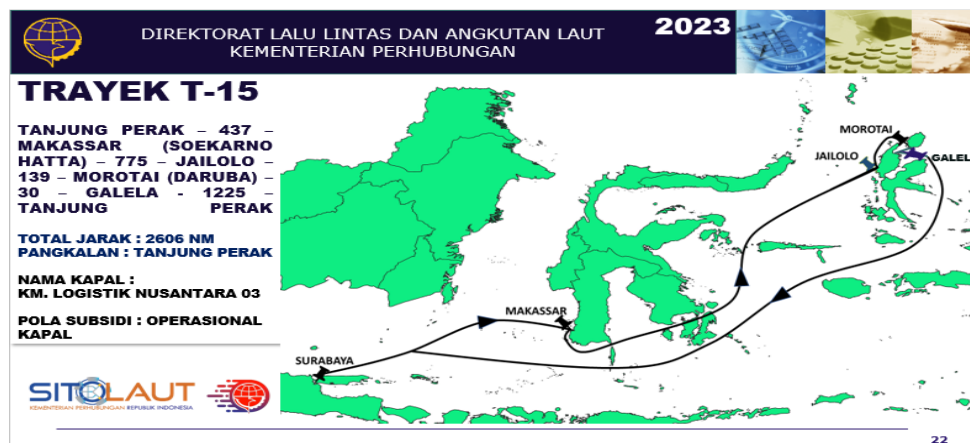 DIREKTORAT LALU LINTAS DAN ANGKUTAN LAUT
KEMENTERIAN PERHUBUNGAN
2023
TRAYEK T-15
TANJUNG PERAK – 437 –
MAKASSAR (SOEKARNO
HATTA) – 775 – JAILOLO –
139 – MOROTAI (DARUBA) –
30 – GALELA - 1225 –
TANJUNG PERAK
TOTAL JARAK : 2606 NM
PANGKALAN : TANJUNG PERAK
NAMA KAPAL :
KM. LOGISTIK NUSANTARA 03
POLA SUBSIDI : OPERASIONAL
KAPAL
MOROTAI
JAILOLO
GALEL
MAKASSAR
SURABAYA
SITOLAUT
KEMENTERIAN PERHUBUNGAN REPUBLIK INDONESIA
22